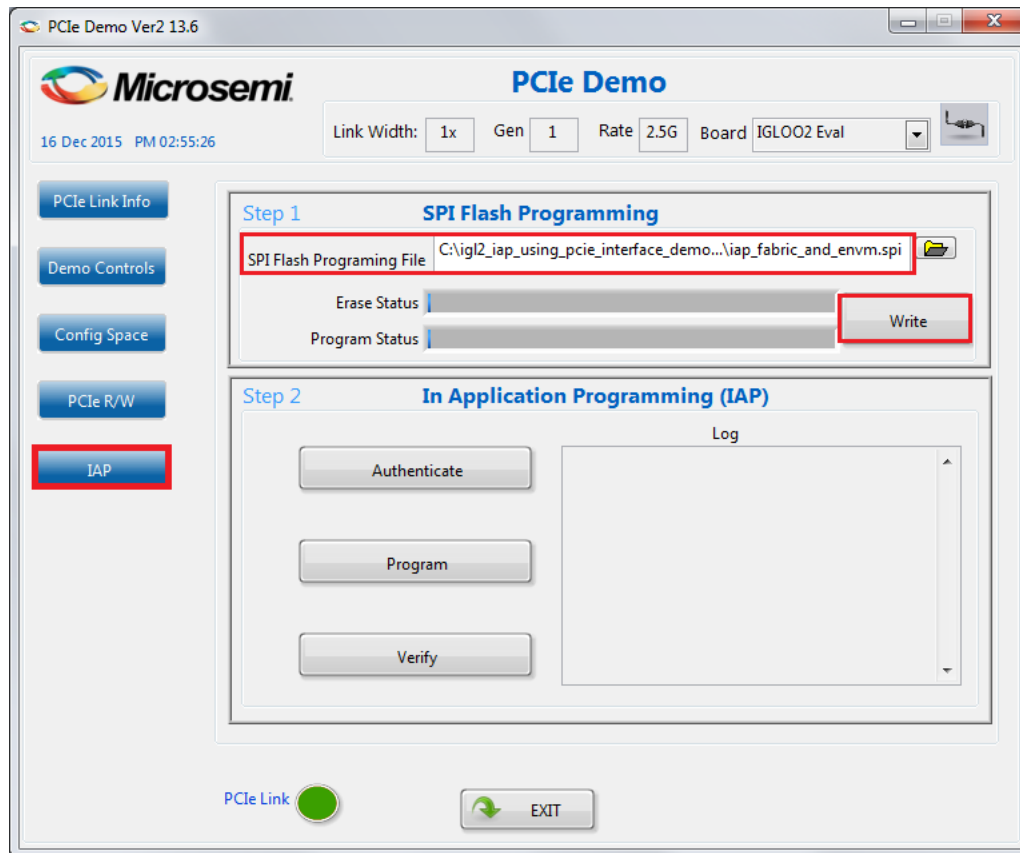 PCIe Demo Ver2 13.6
Microsemi.
PCIe Demo
16 Dec 2015 PM 02:55:26
Link Width: 1x Gen 1 Rate 2.5G Board IGLOO2 Eval
PCIe Link Info
Demo Controls
Config Space
PCIe R/W
IAP
Step 1 SPI Flash Programming
SPI Flash Programing File C:\igl2_iap_using_pcie_interface_demo...\iap_fabric_and_envm.spi
Erase Status
Program Status
Write
Step 2 In Application Programming (IAP)
Log
Authenticate
Program
Verify
PCIe Link
EXIT